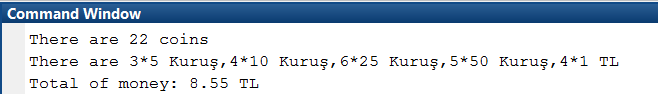 Command Window
There are 22 coins
There are 3*5 Kuruş,4*10 Kuruş,6*25 Kuruş,5*50 Kuruş,4*1 TL
Total of money: 8.55 TL